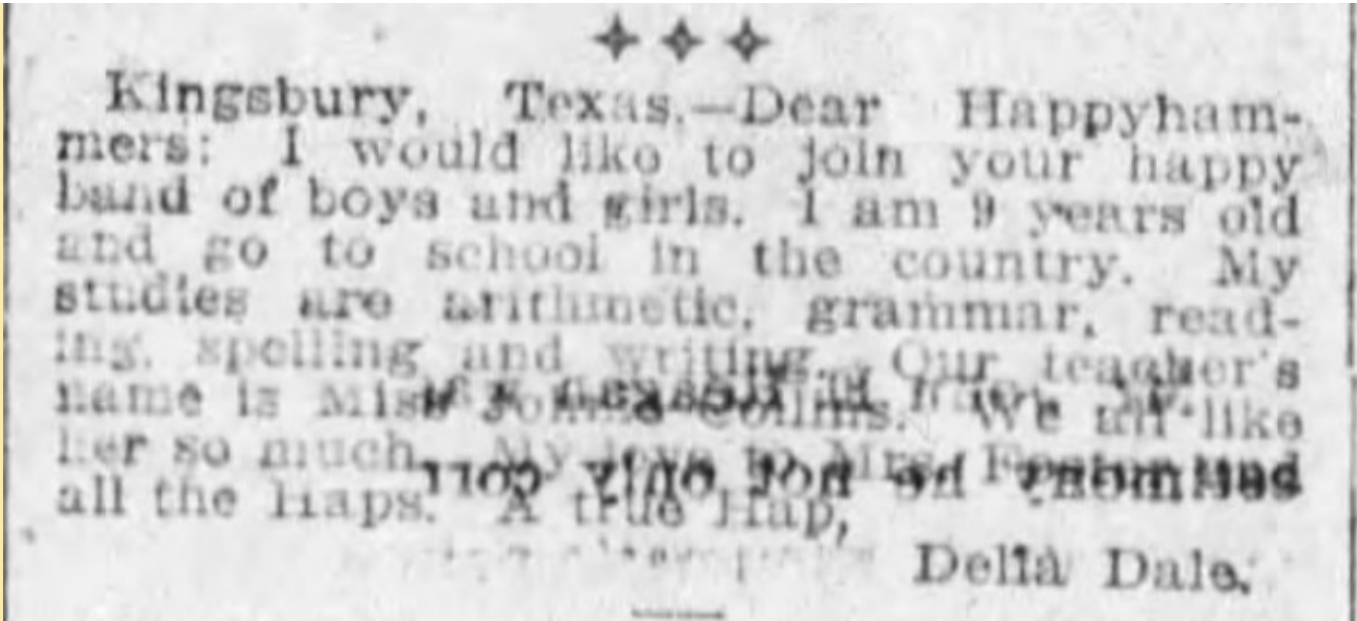 Kingsbury, Texas.—Dear Happyham-
mers: I would like to join your happy
band of boys and girls. I am 9 years old
and go to school in the country. My
studies are arithmetic, grammar, read-
ing, spelling and writing. Our teacher's
name is Miss Collins. We all like
her so much. My love to Mrs. and
all the Haps. A true Hap,
Della Dale.